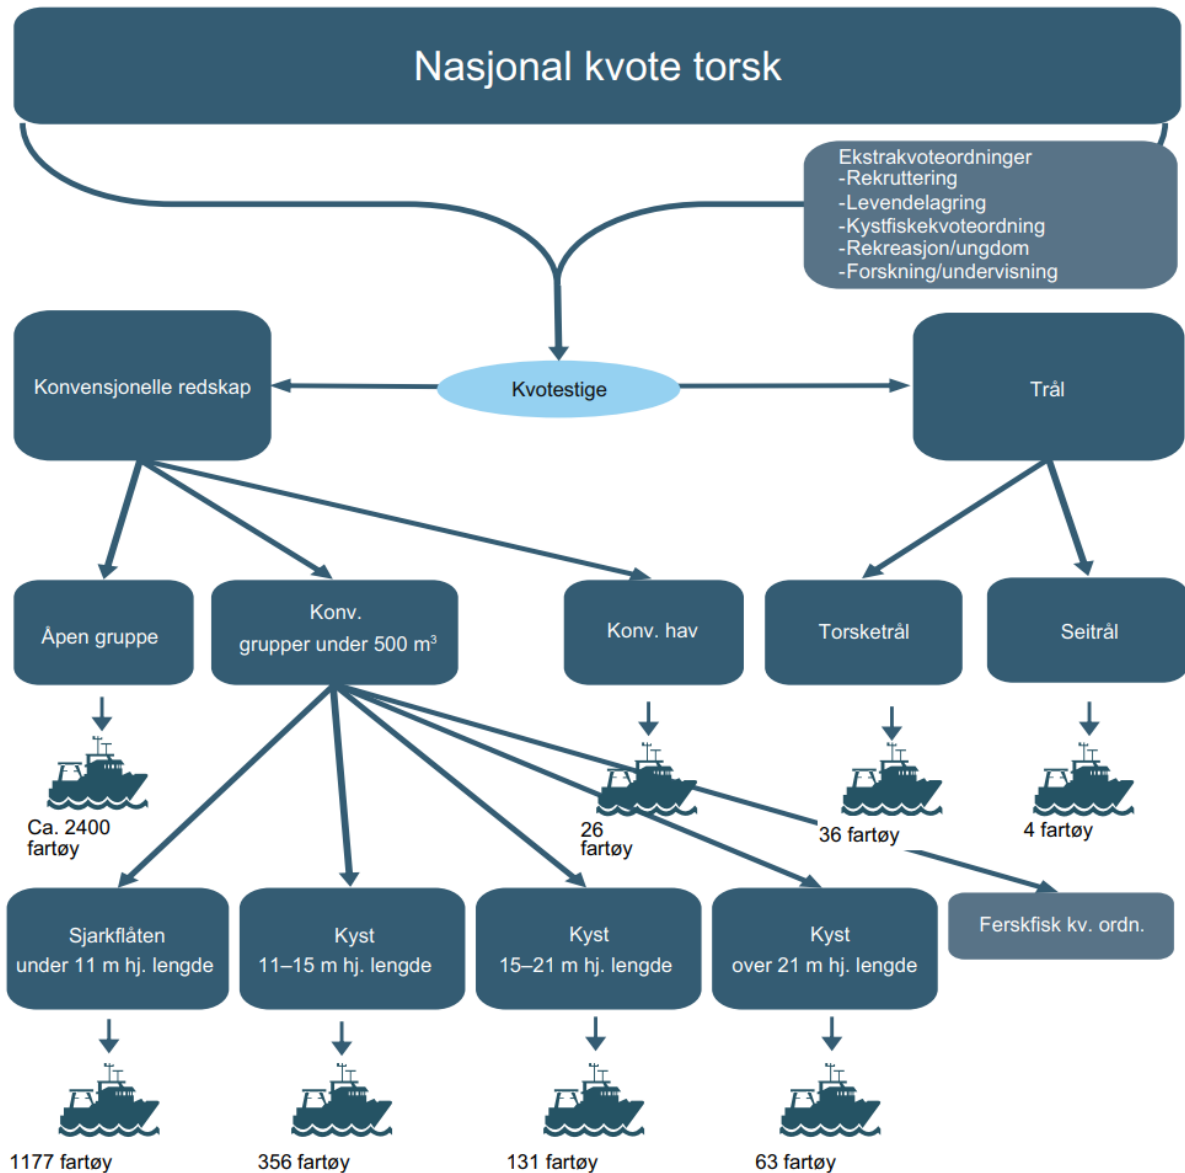 Nasjonal kvote torsk
Ekstrakvoteordninger
-Rekruttering
-Levendelagring
-Kystfiskekvoteordning
-Rekreasjon/ungdom
-Forskning/undervisning
Konvensjonelle redskap
Kvotestige
Trål
Åpen gruppe
Konv.
grupper under 500 m³
Konv. hav
Torsketrål
Seitrål
Ca. 2400
fartøy
26
fartøy
36 fartøy
4 fartøy
Sjarkflåten
under 11 m hj. lengde
Kyst
11–15 m hj. lengde
Kyst
15–21 m hj. lengde
Kyst
over 21 m hj. lengde
Ferskfisk kv. ordn.
1177 fartøy
356 fartøy
131 fartøy
63 fartøy